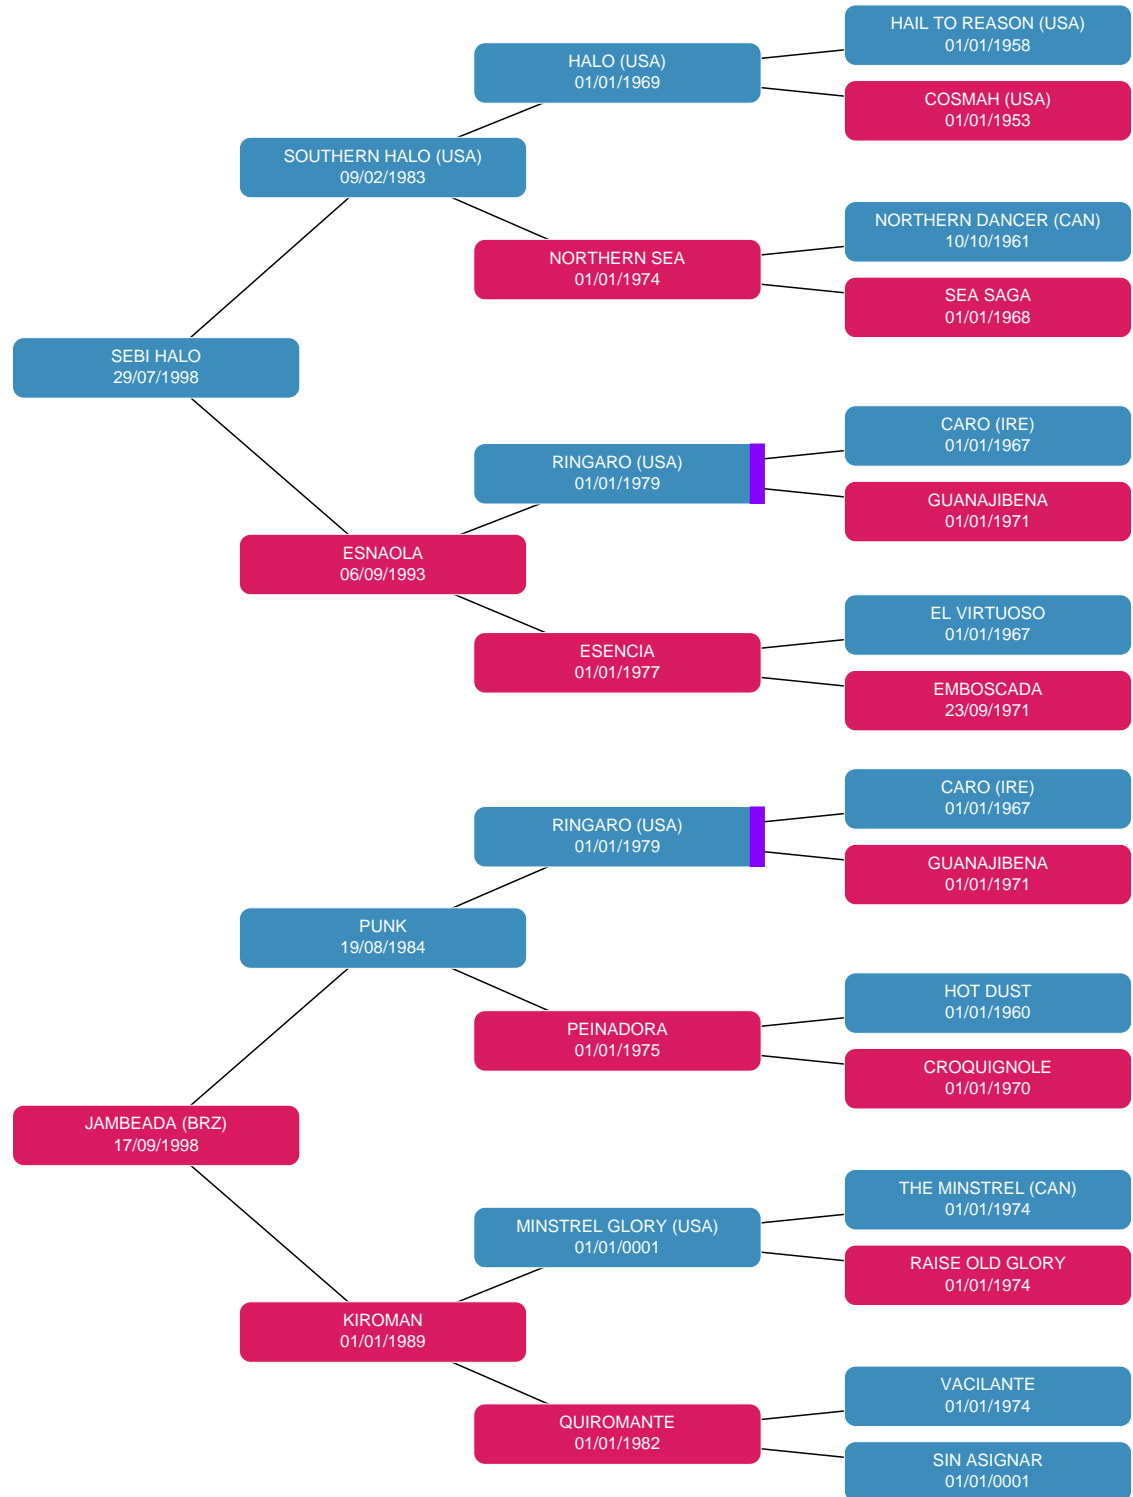 HAIL TO REASON (USA)
01/01/1958
HALO (USA)
01/01/1969
COSMAH (USA)
01/01/1953
SOUTHERN HALO (USA)
09/02/1983
NORTHERN DANCER (CAN)
10/10/1961
NORTHERN SEA
01/01/1974
SEA SAGA
01/01/1968
SEBI HALO
29/07/1998
CARO (IRE)
01/01/1967
RINGARO (USA)
01/01/1979
GUANAJIBENA
01/01/1971
ESNAOLA
06/09/1993
EL VIRTUOSO
01/01/1967
ESENCIA
01/01/1977
EMBOSCADA
23/09/1971
CARO (IRE)
01/01/1967
RINGARO (USA)
01/01/1979
GUANAJIBENA
01/01/1971
PUNK
19/08/1984
HOT DUST
01/01/1960
PEINADORA
01/01/1975
CROQUIGNOLE
01/01/1970
JAMBEADA (BRZ)
17/09/1998
THE MINSTREL (CAN)
01/01/1974
MINSTREL GLORY (USA)
01/01/0001
RAISE OLD GLORY
01/01/1974
KIROMAN
01/01/1989
VACILANTE
01/01/1974
QUIROMANTE
01/01/1982
SIN ASIGNAR
01/01/0001